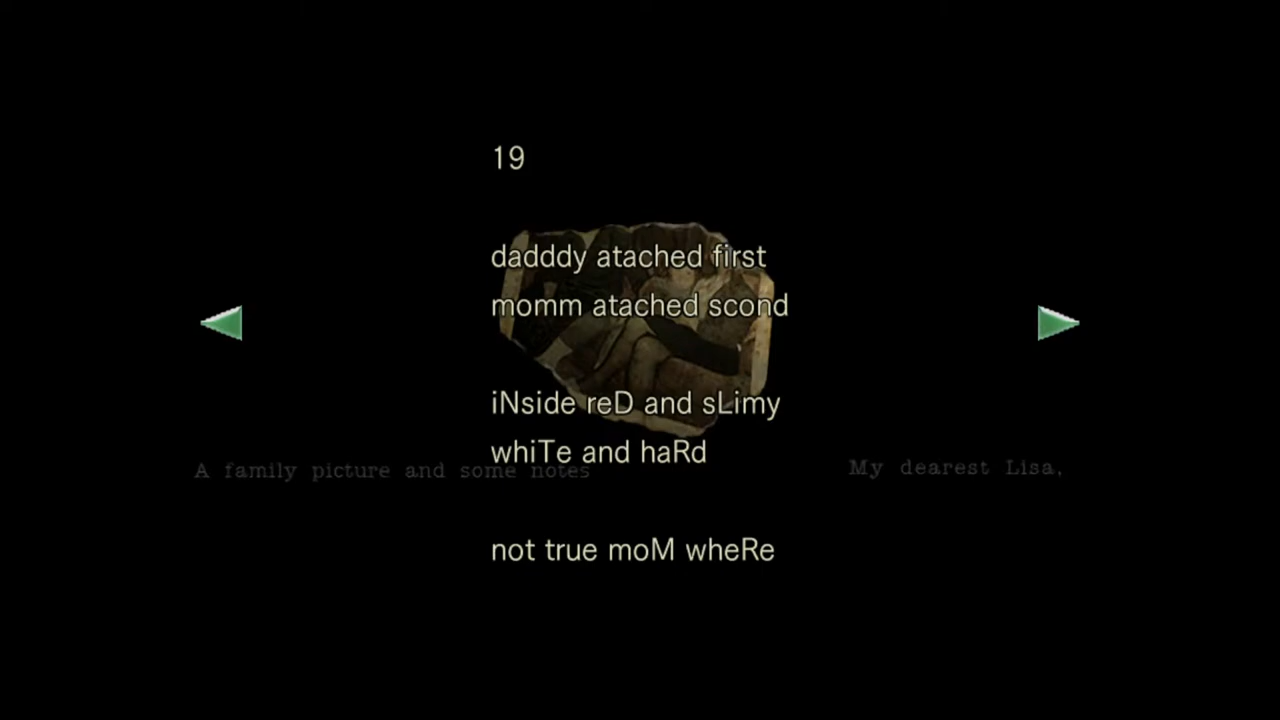 19
dadddy atached first
momm atached scond
iNside reD and sLimy
whiTe and haRd
A family picture and some notes
My dearest Lisa,
not true moM wheRe